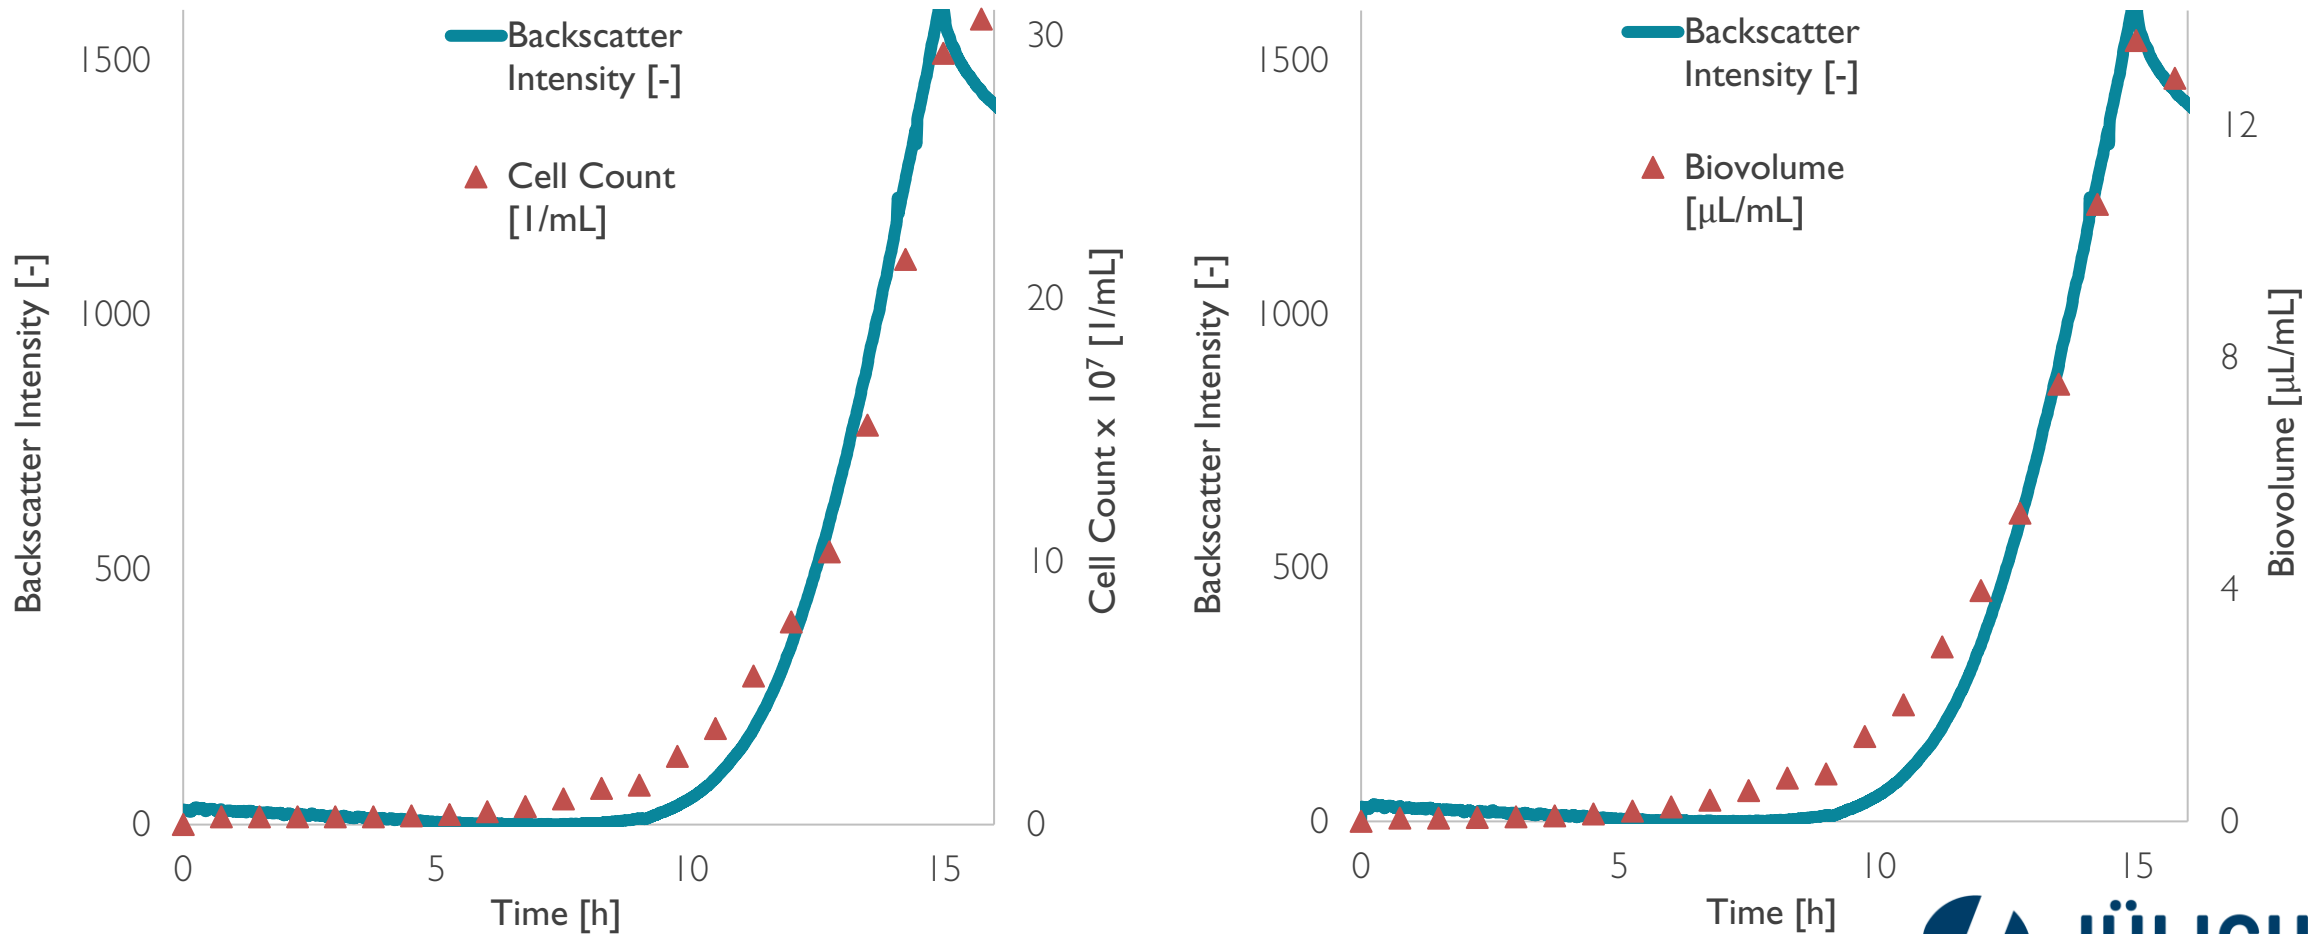 Backscatter
Intensity [-]
Cell Count
[1/mL]
1500
1000
500
0
Backscatter Intensity [-]
30
20
10
0
Cell Count x 10⁷ [1/mL]
0 5 10 15
Time [h]
Backscatter
Intensity [-]
Biovolume
[µL/mL]
1500
1000
500
0
Backscatter Intensity [-]
12
8
4
0
Biovolume [µL/mL]
0 5 10 15
Time [h]
JÜLICH